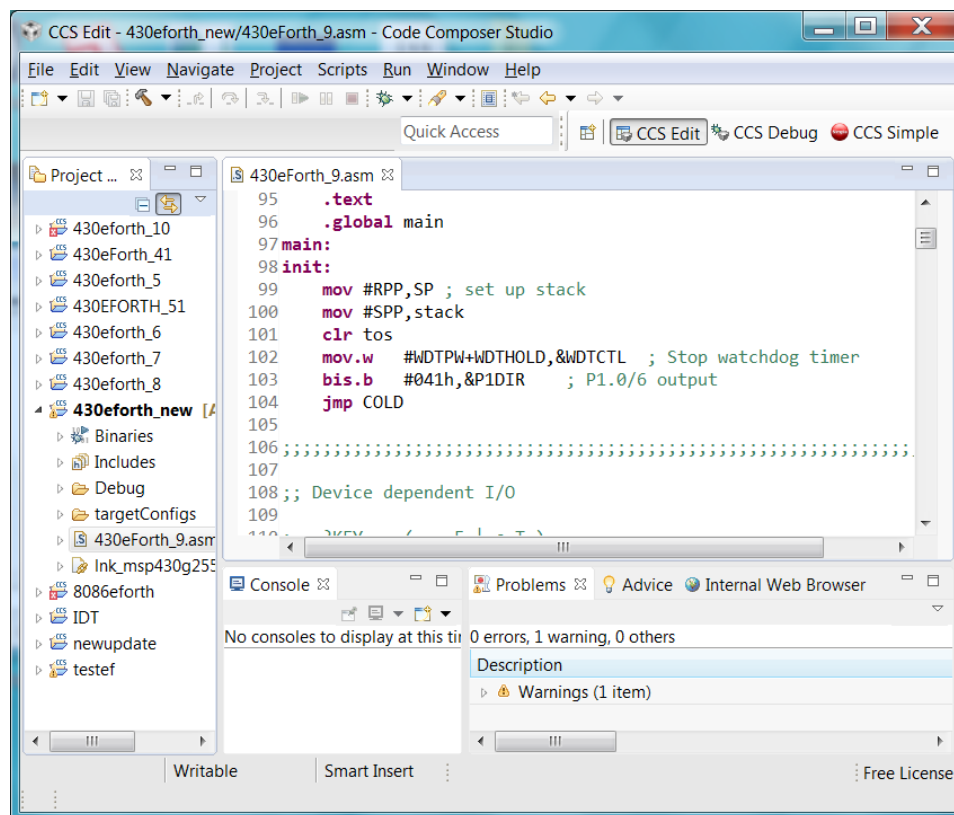 CCS Edit - 430eforth_new/430eForth_9.asm - Code Composer Studio
File Edit View Navigate Project Scripts Run Window Help
Quick Access
CCS Edit CCS Debug CCS Simple
Project ...
430eforth_10
430eForth_41
430eforth_5
430EFORTH_51
430eforth_6
430eforth_7
430eforth_8
430eforth_new [A
Binaries
Includes
Debug
targetConfigs
430eForth_9.asm
lnk_msp430g255
8086eforth
IDT
newupdate
testef
430eForth_9.asm
95 .text
96 .global main
97 main:
98 init:
99 mov #RPP,SP ; set up stack
100 mov #SPP,stack
101 clr tos
102 mov.w #WDTPW+WDTHOLD,&WDTCTL ; Stop watchdog timer
103 bis.b #041h,&P1DIR ; P1.0/6 output
104 jmp COLD
105
106 ;;;;;;;;;;;;;;;;;;;;;;;;;;;;;;;;;;;;;;;;;;;;;;;;;;;;;;;;;;;;
107
108 ;; Device dependent I/O
109
Console
No consoles to display at this tin
Problems Advice Internal Web Browser
0 errors, 1 warning, 0 others
Description
Warnings (1 item)
Writable Smart Insert Free License